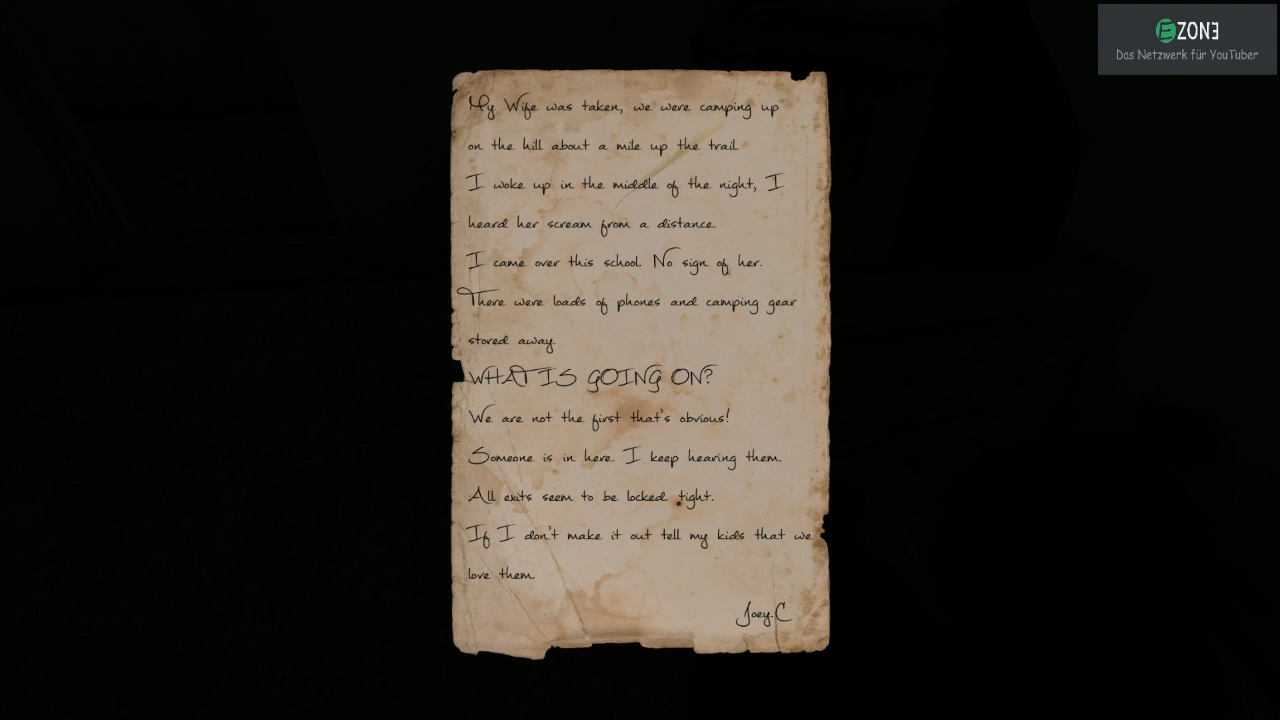 EZONE
Das Netzwerk für YouTuber
My Wife was taken, we were camping up
on the hill about a mile up the trail
I woke up in the middle of the night, I
heard her scream from a distance.
I came over this school. No sign of her.
There were loads of phones and camping gear
stored away.
WHAT IS GOING ON?
We are not the first that's obvious!
Someone is in here. I keep hearing them.
All exits seem to be locked tight.
If I don't make it out tell my kids that we
love them.
Joey.C